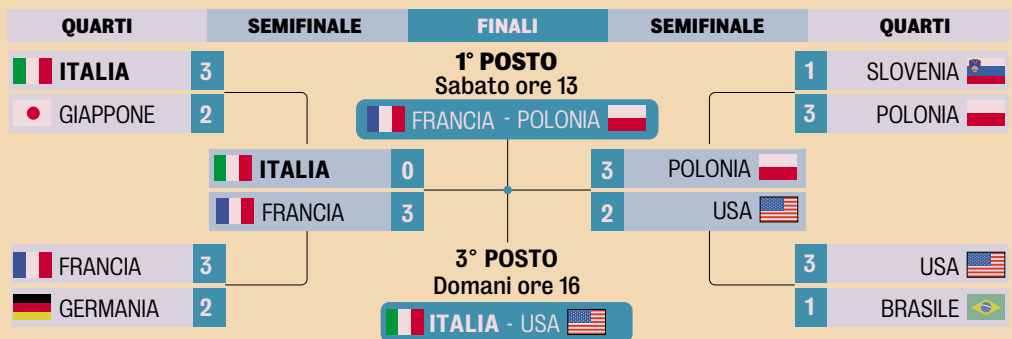 QUARTI SEMIFINALE FINALI SEMIFINALE QUARTI
ITALIA 3
GIAPPONE 2
1° POSTO
Sabato ore 13
FRANCIA - POLONIA
1 SLOVENIA
3 POLONIA
ITALIA 0
FRANCIA 3
3 POLONIA
2 USA
FRANCIA 3
GERMANIA 2
3° POSTO
Domani ore 16
ITALIA - USA
3 USA
1 BRASILE